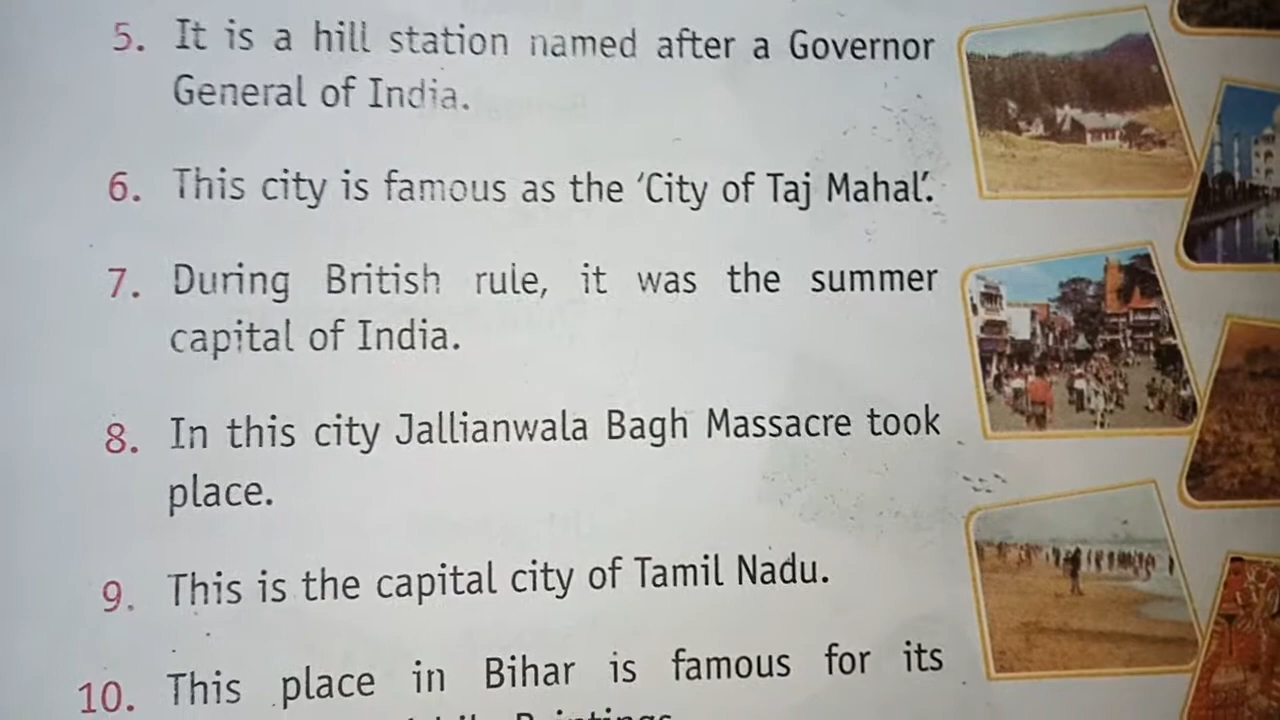 5. It is a hill station named after a Governor
General of India.
6. This city is famous as the ‘City of Taj Mahal’.
7. During British rule, it was the summer
capital of India.
8. In this city Jallianwala Bagh Massacre took
place.
9. This is the capital city of Tamil Nadu.
10. This place in Bihar is famous for its
Paintings